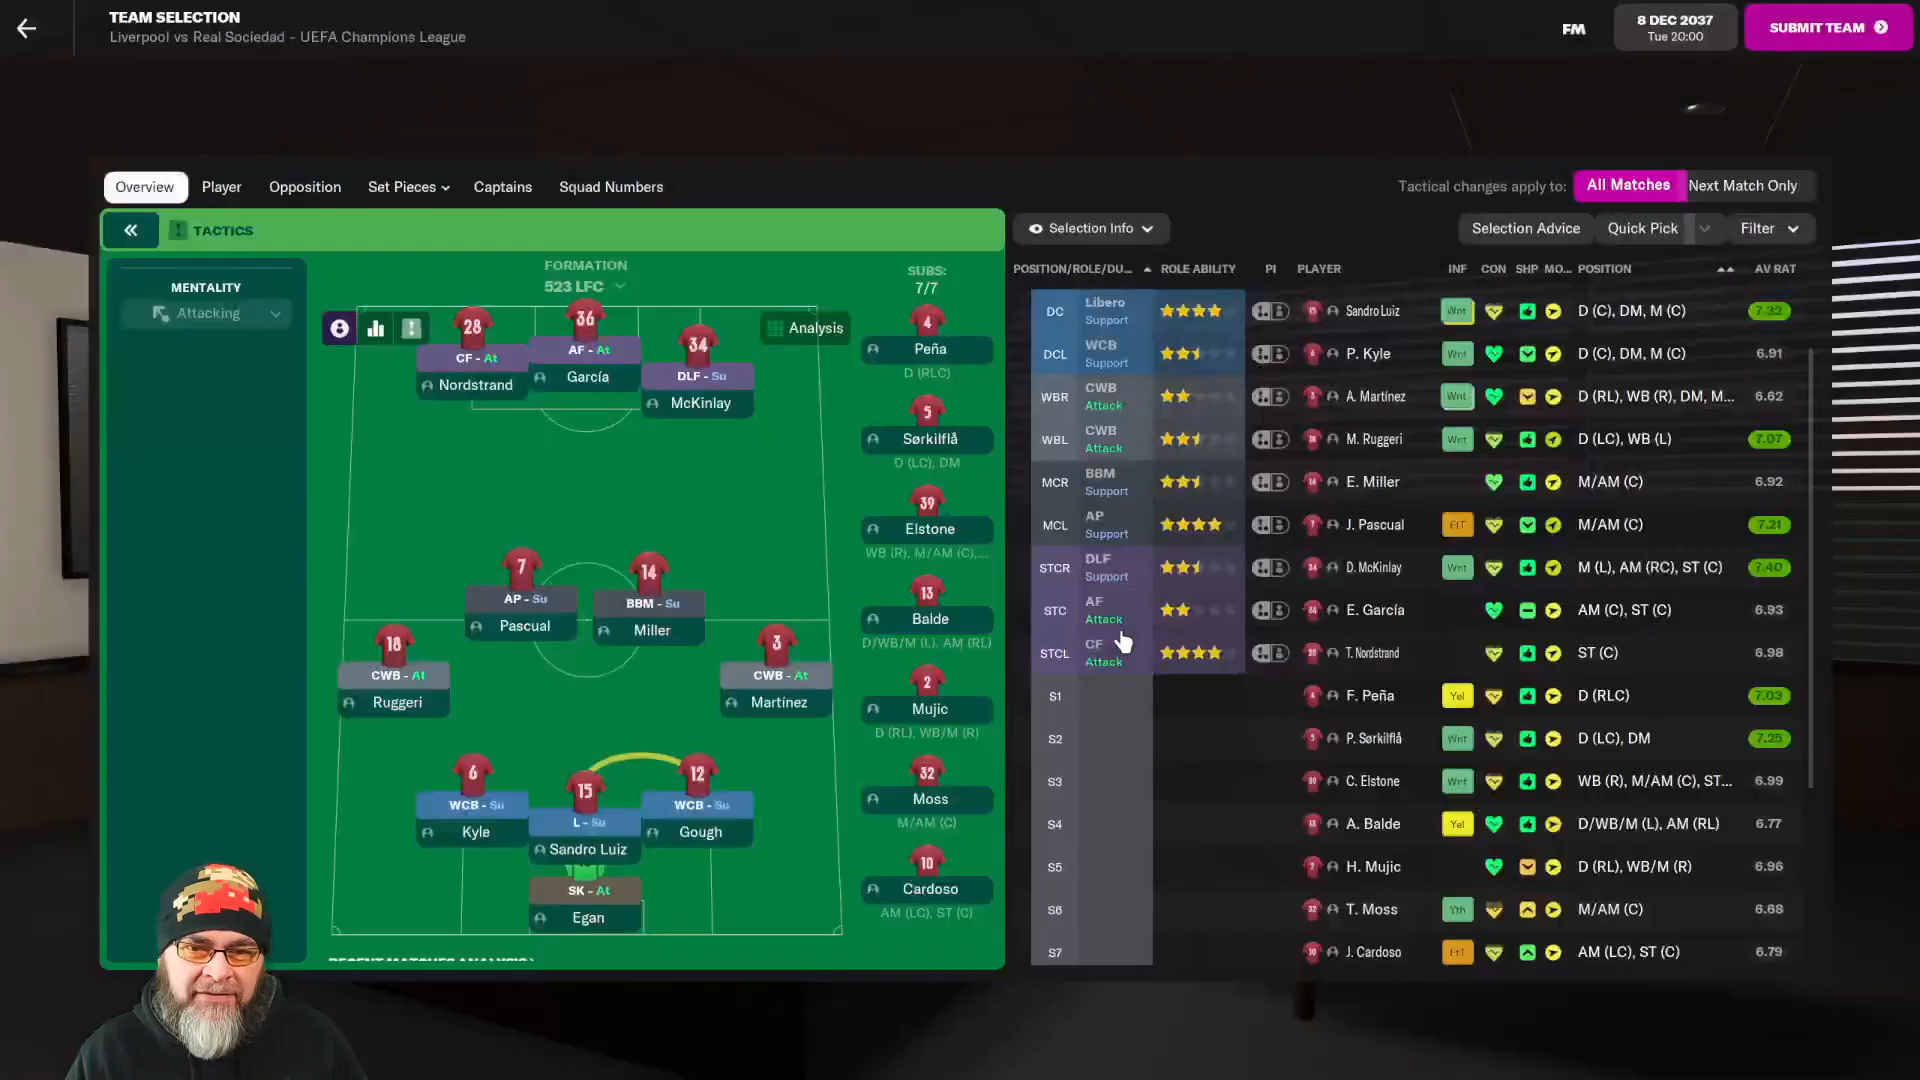 TEAM SELECTION
Liverpool vs Real Sociedad - UEFA Champions League
FM
8 DEC 2037
Tue 20:00
SUBMIT TEAM
Overview
Player
Opposition
Set Pieces
Captains
Squad Numbers
Tactical changes apply to:
All Matches
Next Match Only
TACTICS
MENTALITY
Attacking
FORMATION
523 LFC
Analysis
28
CF - At
Nordstrand
36
AF - At
García
34
DLF - Su
McKinlay
7
AP - Su
Pascual
14
BBM - Su
Miller
18
CWB - At
Ruggeri
3
CWB - At
Martínez
6
WCB - Su
Kyle
15
L - Su
Sandro Luiz
12
WCB - Su
Gough
SK - At
Egan
SUBS:
7/7
4
Peña
D (RLC)
5
Sørkilflå
D (LC), DM
39
Elstone
WB (R), M/AM (C),...
13
Balde
D/WB/M (L), AM (RL)
2
Mujic
D (RL), WB/M (R)
32
Moss
M/AM (C)
10
Cardoso
AM (LC), ST (C)
Selection Info
Selection Advice
Quick Pick
Filter
POSITION/ROLE/DU... ROLE ABILITY PI PLAYER INF CON SHP MO... POSITION AV RAT
DC Libero Support Sandro Luiz Wnt D (C), DM, M (C) 7.32
DCL WCB Support P. Kyle Wnt D (C), DM, M (C) 6.91
WBR CWB Attack A. Martínez Wnt D (RL), WB (R), DM, M... 6.62
WBL CWB Attack M. Ruggeri Wnt D (LC), WB (L) 7.07
MCR BBM Support E. Miller M/AM (C) 6.92
MCL AP Support J. Pascual FtT M/AM (C) 7.21
STCR DLF Support D. McKinlay Wnt M (L), AM (RC), ST (C) 7.40
STC AF Attack E. García AM (C), ST (C) 6.93
STCL CF Attack T. Nordstrand ST (C) 6.98
S1 F. Peña Yel D (RLC) 7.03
S2 P. Sørkilflå Wnt D (LC), DM 7.25
S3 C. Elstone Wnt WB (R), M/AM (C), ST... 6.99
S4 A. Balde Yel D/WB/M (L), AM (RL) 6.77
S5 H. Mujic D (RL), WB/M (R) 6.96
S6 T. Moss Yth M/AM (C) 6.68
S7 J. Cardoso FtT AM (LC), ST (C) 6.79